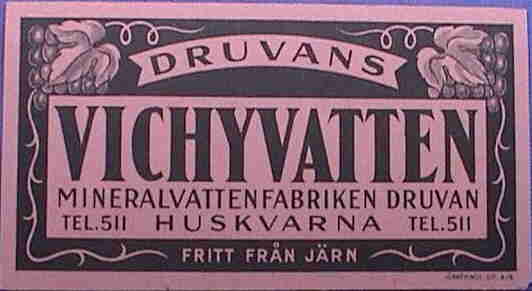 DRUVANS
VICHYVATTEN
MINERALVATTENFABRIKEN DRUVAN
TEL.511 HUSKVARNA TEL.511
FRITT FRÅN JÄRN